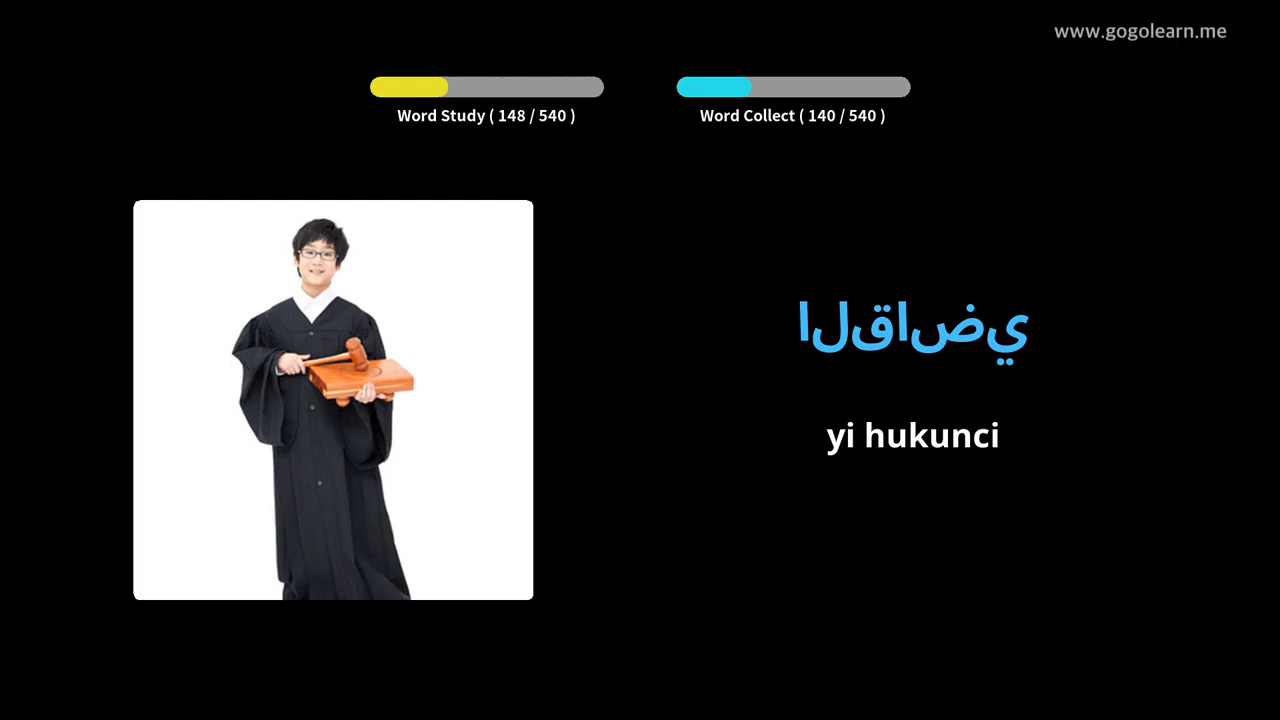 www.gogolearn.me
Word Study ( 148 / 540 )
Word Collect ( 140 / 540 )
القاضي
yi hukunci